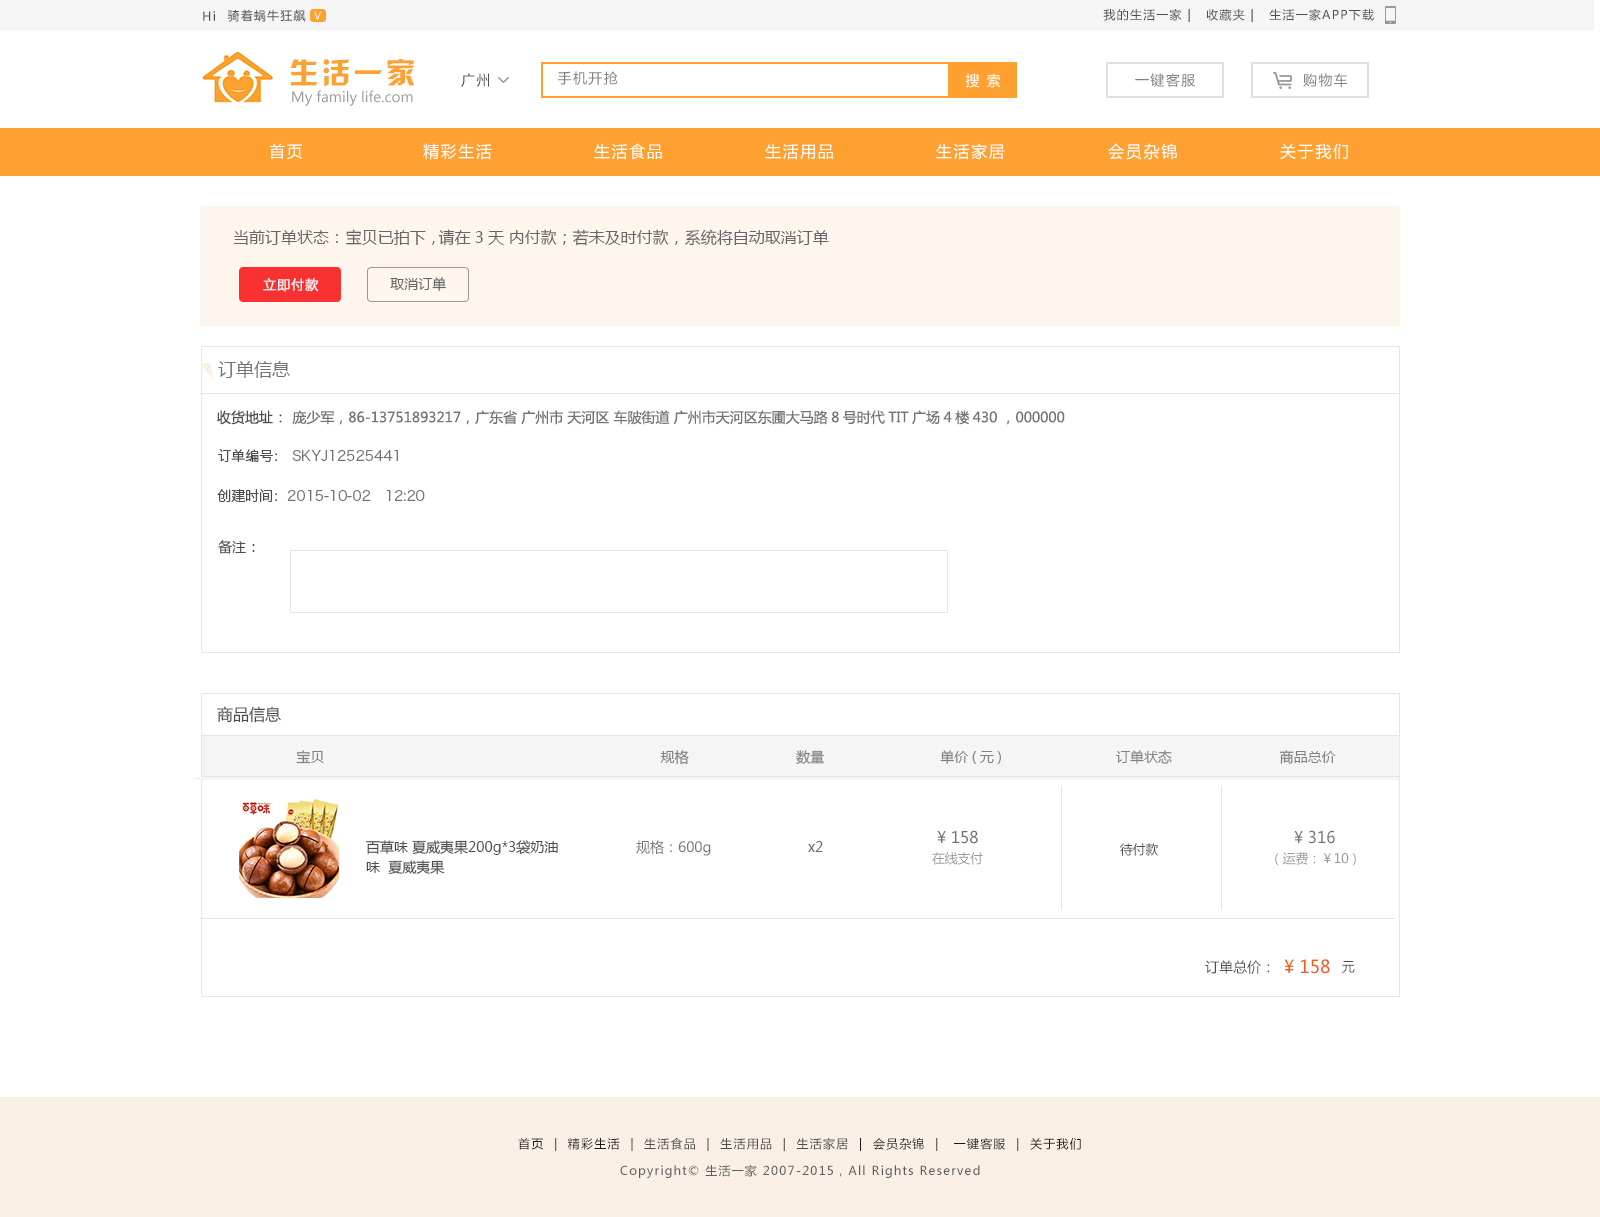 Hi 骑着蜗牛狂飙 V 我的生活一家 | 收藏夹 | 生活一家APP下载
生活一家
My family life.com
广州 手机开抢 搜 索 一键客服 购物车
首页 精彩生活 生活食品 生活用品 生活家居 会员杂锦 关于我们
当前订单状态：宝贝已拍下 , 请在 3 天 内付款；若未及时付款，系统将自动取消订单
立即付款 取消订单
订单信息
收货地址： 庞少军，86-13751893217，广东省 广州市 天河区 车陂街道 广州市天河区东圃大马路 8 号时代 TIT 广场 4 楼 430 ，000000
订单编号: SKYJ12525441
创建时间: 2015-10-02 12:20
备注：
商品信息
宝贝 规格 数量 单价 ( 元 ) 订单状态 商品总价
百草味
百草味 夏威夷果200g*3袋奶油
味 夏威夷果
规格：600g
x2
¥ 158
在线支付
待付款
¥ 316
( 运费：¥ 10 )
订单总价： ¥ 158 元
首页 | 精彩生活 | 生活食品 | 生活用品 | 生活家居 | 会员杂锦 | 一键客服 | 关于我们
Copyright© 生活一家 2007-2015 , All Rights Reserved